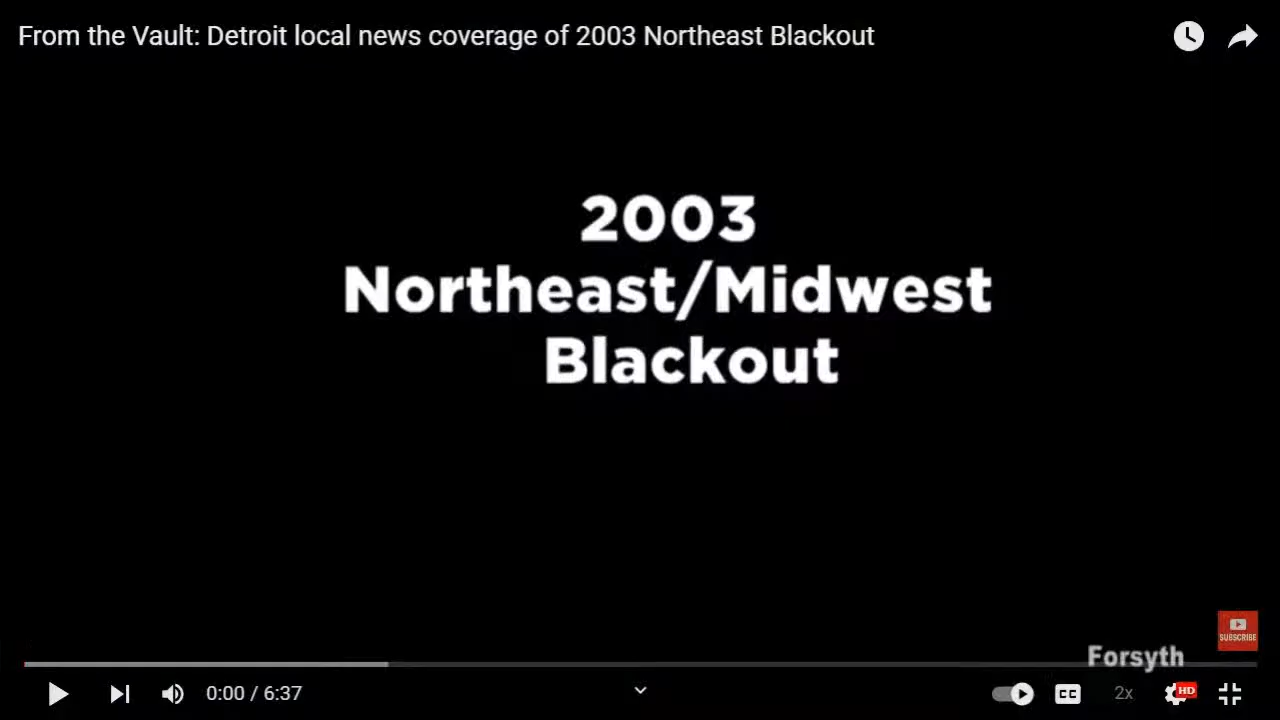 From the Vault: Detroit local news coverage of 2003 Northeast Blackout
2003
Northeast/Midwest
Blackout
SUBSCRIBE
Forsyth
0:00 / 6:37
CC
2x
HD